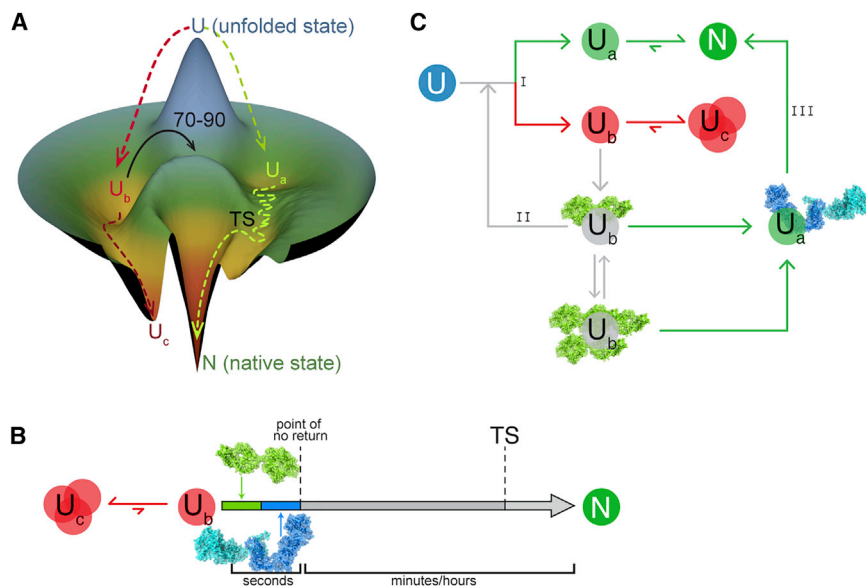 A
U (unfolded state)
70-90
Ub
Ua
TS
Uc
N (native state)
B
point of
no return
TS
Uc
Ub
N
seconds
minutes/hours
C
U
I
Ua
N
Ub
Uc
III
II
Ub
Ua
Ub